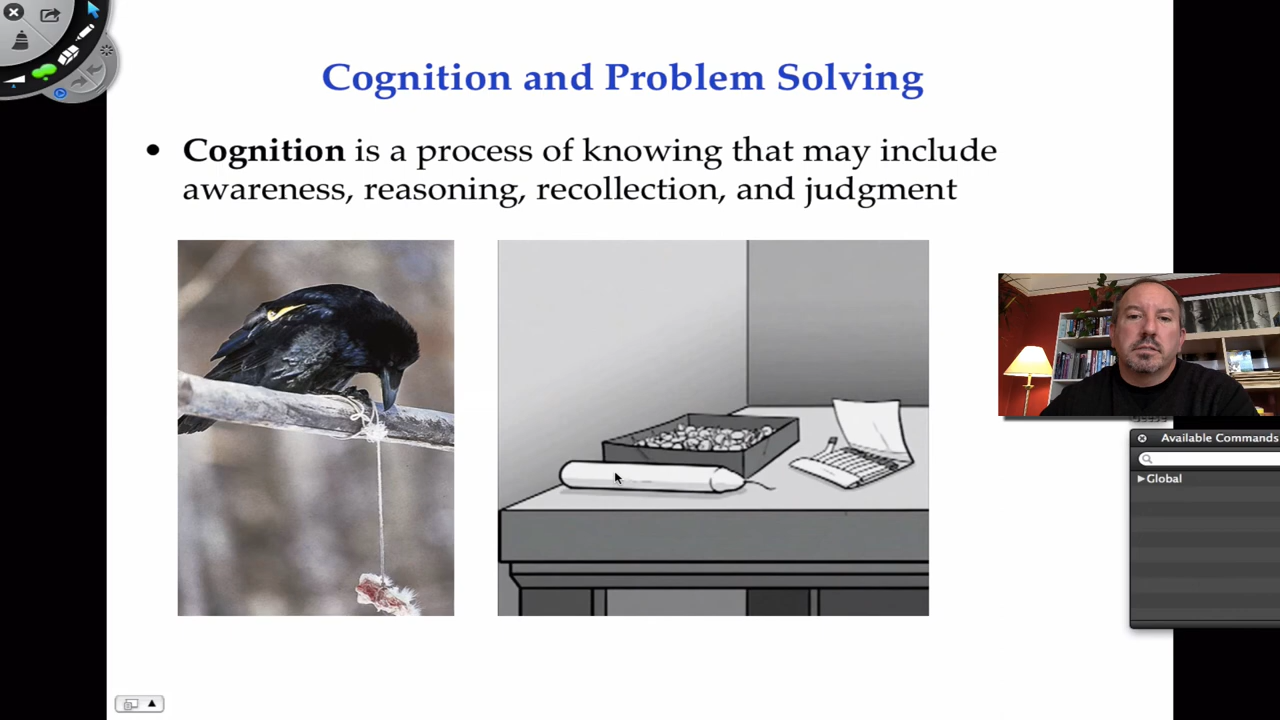 Cognition and Problem Solving
• Cognition is a process of knowing that may include
awareness, reasoning, recollection, and judgment
Available Commands
Global